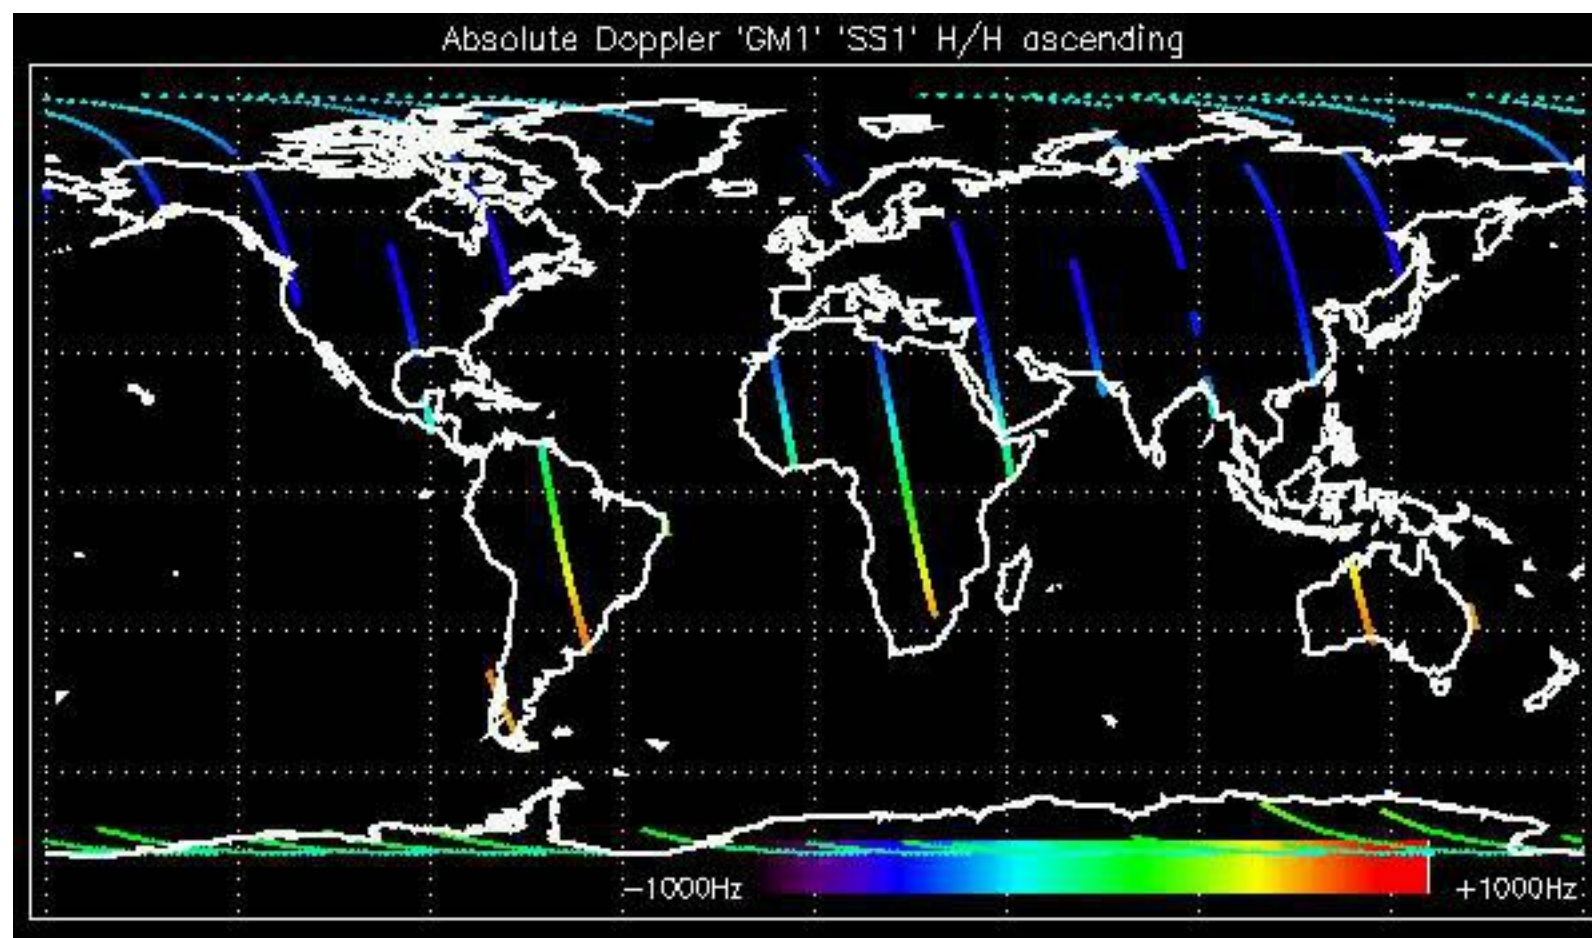 Absolute Doppler 'GM1' 'SS1' H/H ascending
−1000Hz
+1000Hz